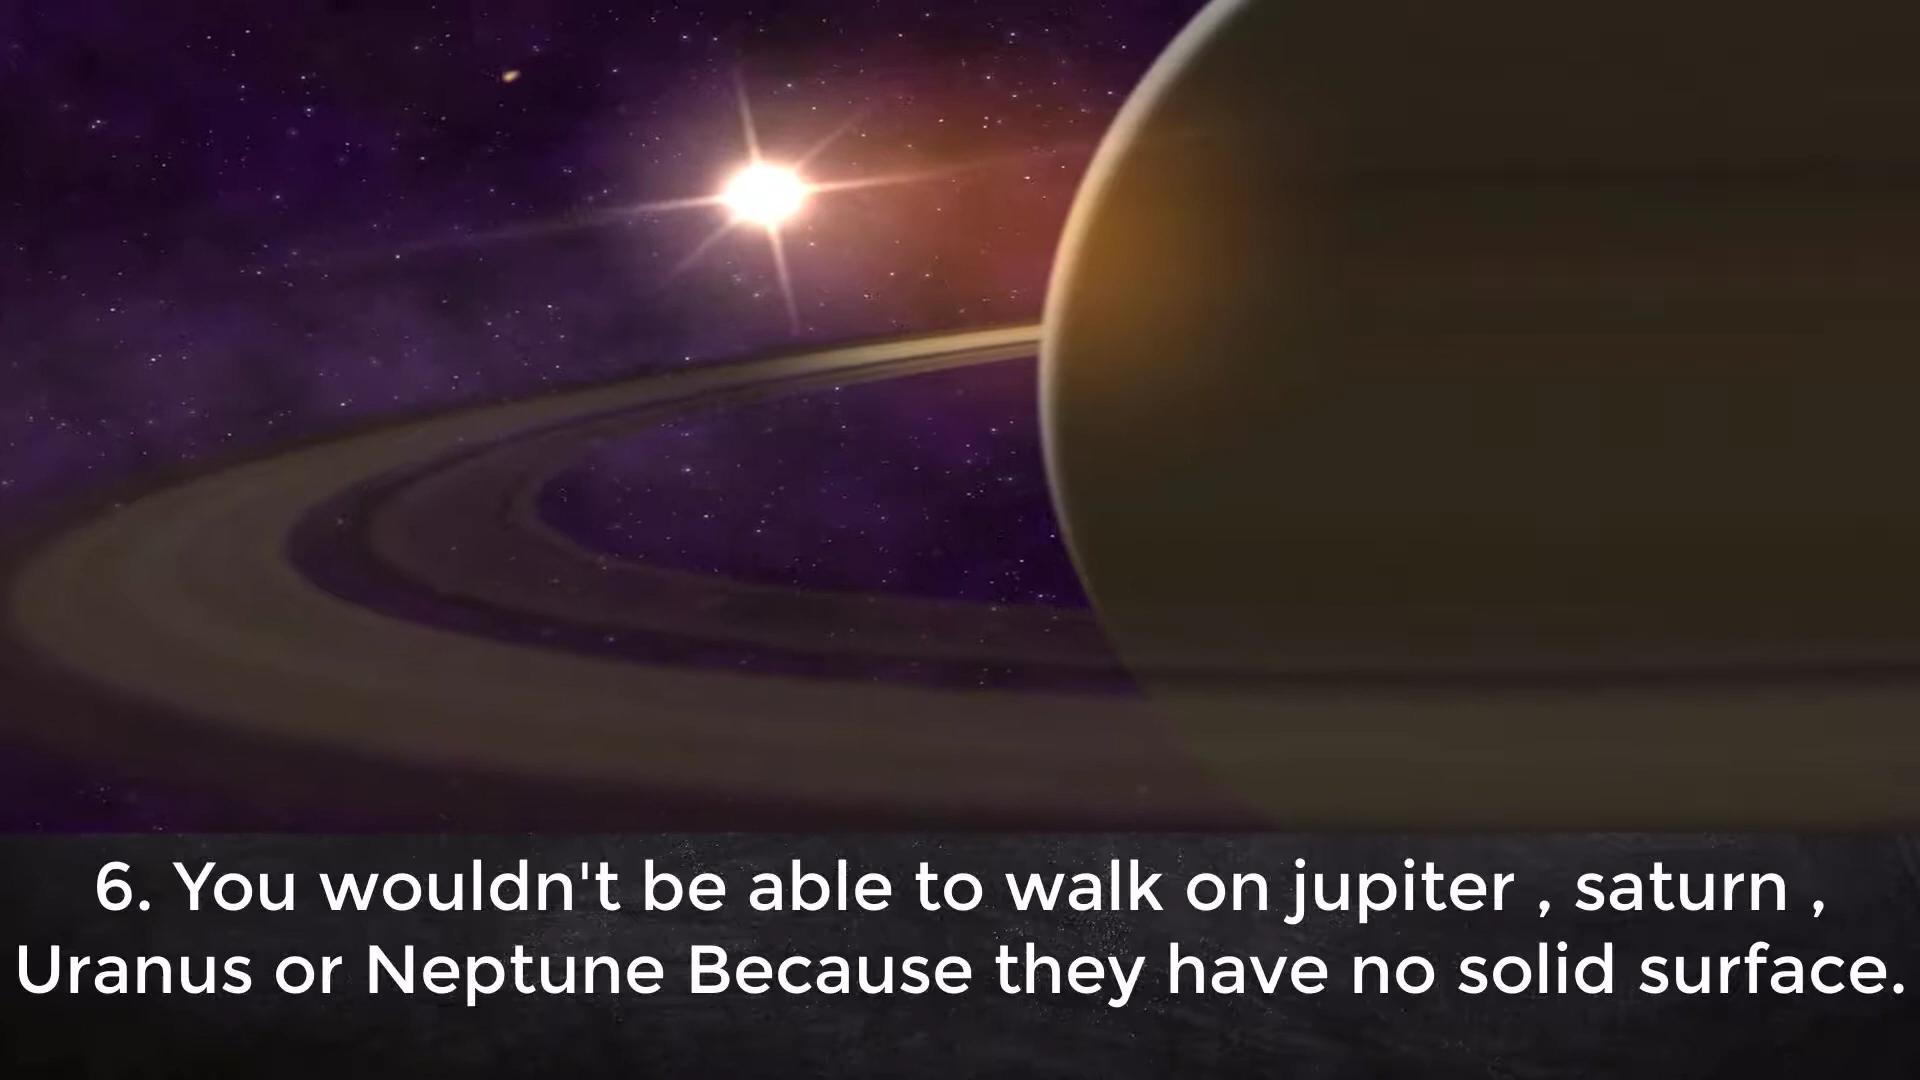 6. You wouldn't be able to walk on jupiter , saturn ,
Uranus or Neptune Because they have no solid surface.